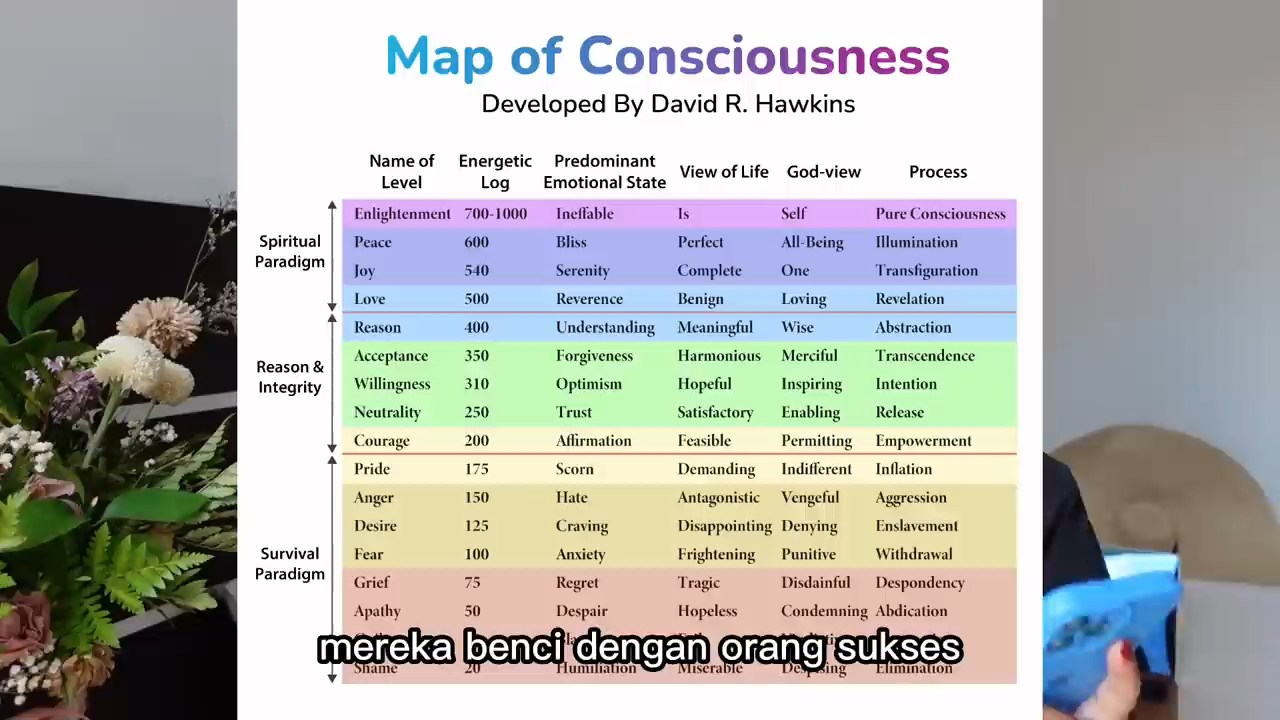 Map of Consciousness
Developed By David R. Hawkins
Name of Level Energetic Log Predominant Emotional State View of Life God-view Process
Spiritual Paradigm
Enlightenment 700-1000 Ineffable Is Self Pure Consciousness
Peace 600 Bliss Perfect All-Being Illumination
Joy 540 Serenity Complete One Transfiguration
Love 500 Reverence Benign Loving Revelation
Reason & Integrity
Reason 400 Understanding Meaningful Wise Abstraction
Acceptance 350 Forgiveness Harmonious Merciful Transcendence
Willingness 310 Optimism Hopeful Inspiring Intention
Neutrality 250 Trust Satisfactory Enabling Release
Courage 200 Affirmation Feasible Permitting Empowerment
Survival Paradigm
Pride 175 Scorn Demanding Indifferent Inflation
Anger 150 Hate Antagonistic Vengeful Aggression
Desire 125 Craving Disappointing Denying Enslavement
Fear 100 Anxiety Frightening Punitive Withdrawal
Grief 75 Regret Tragic Disdainful Despondency
Apathy 50 Despair Hopeless Condemning Abdication
mereka benci dengan orang sukses
Shame 20 Humiliation Miserable Despising Elimination